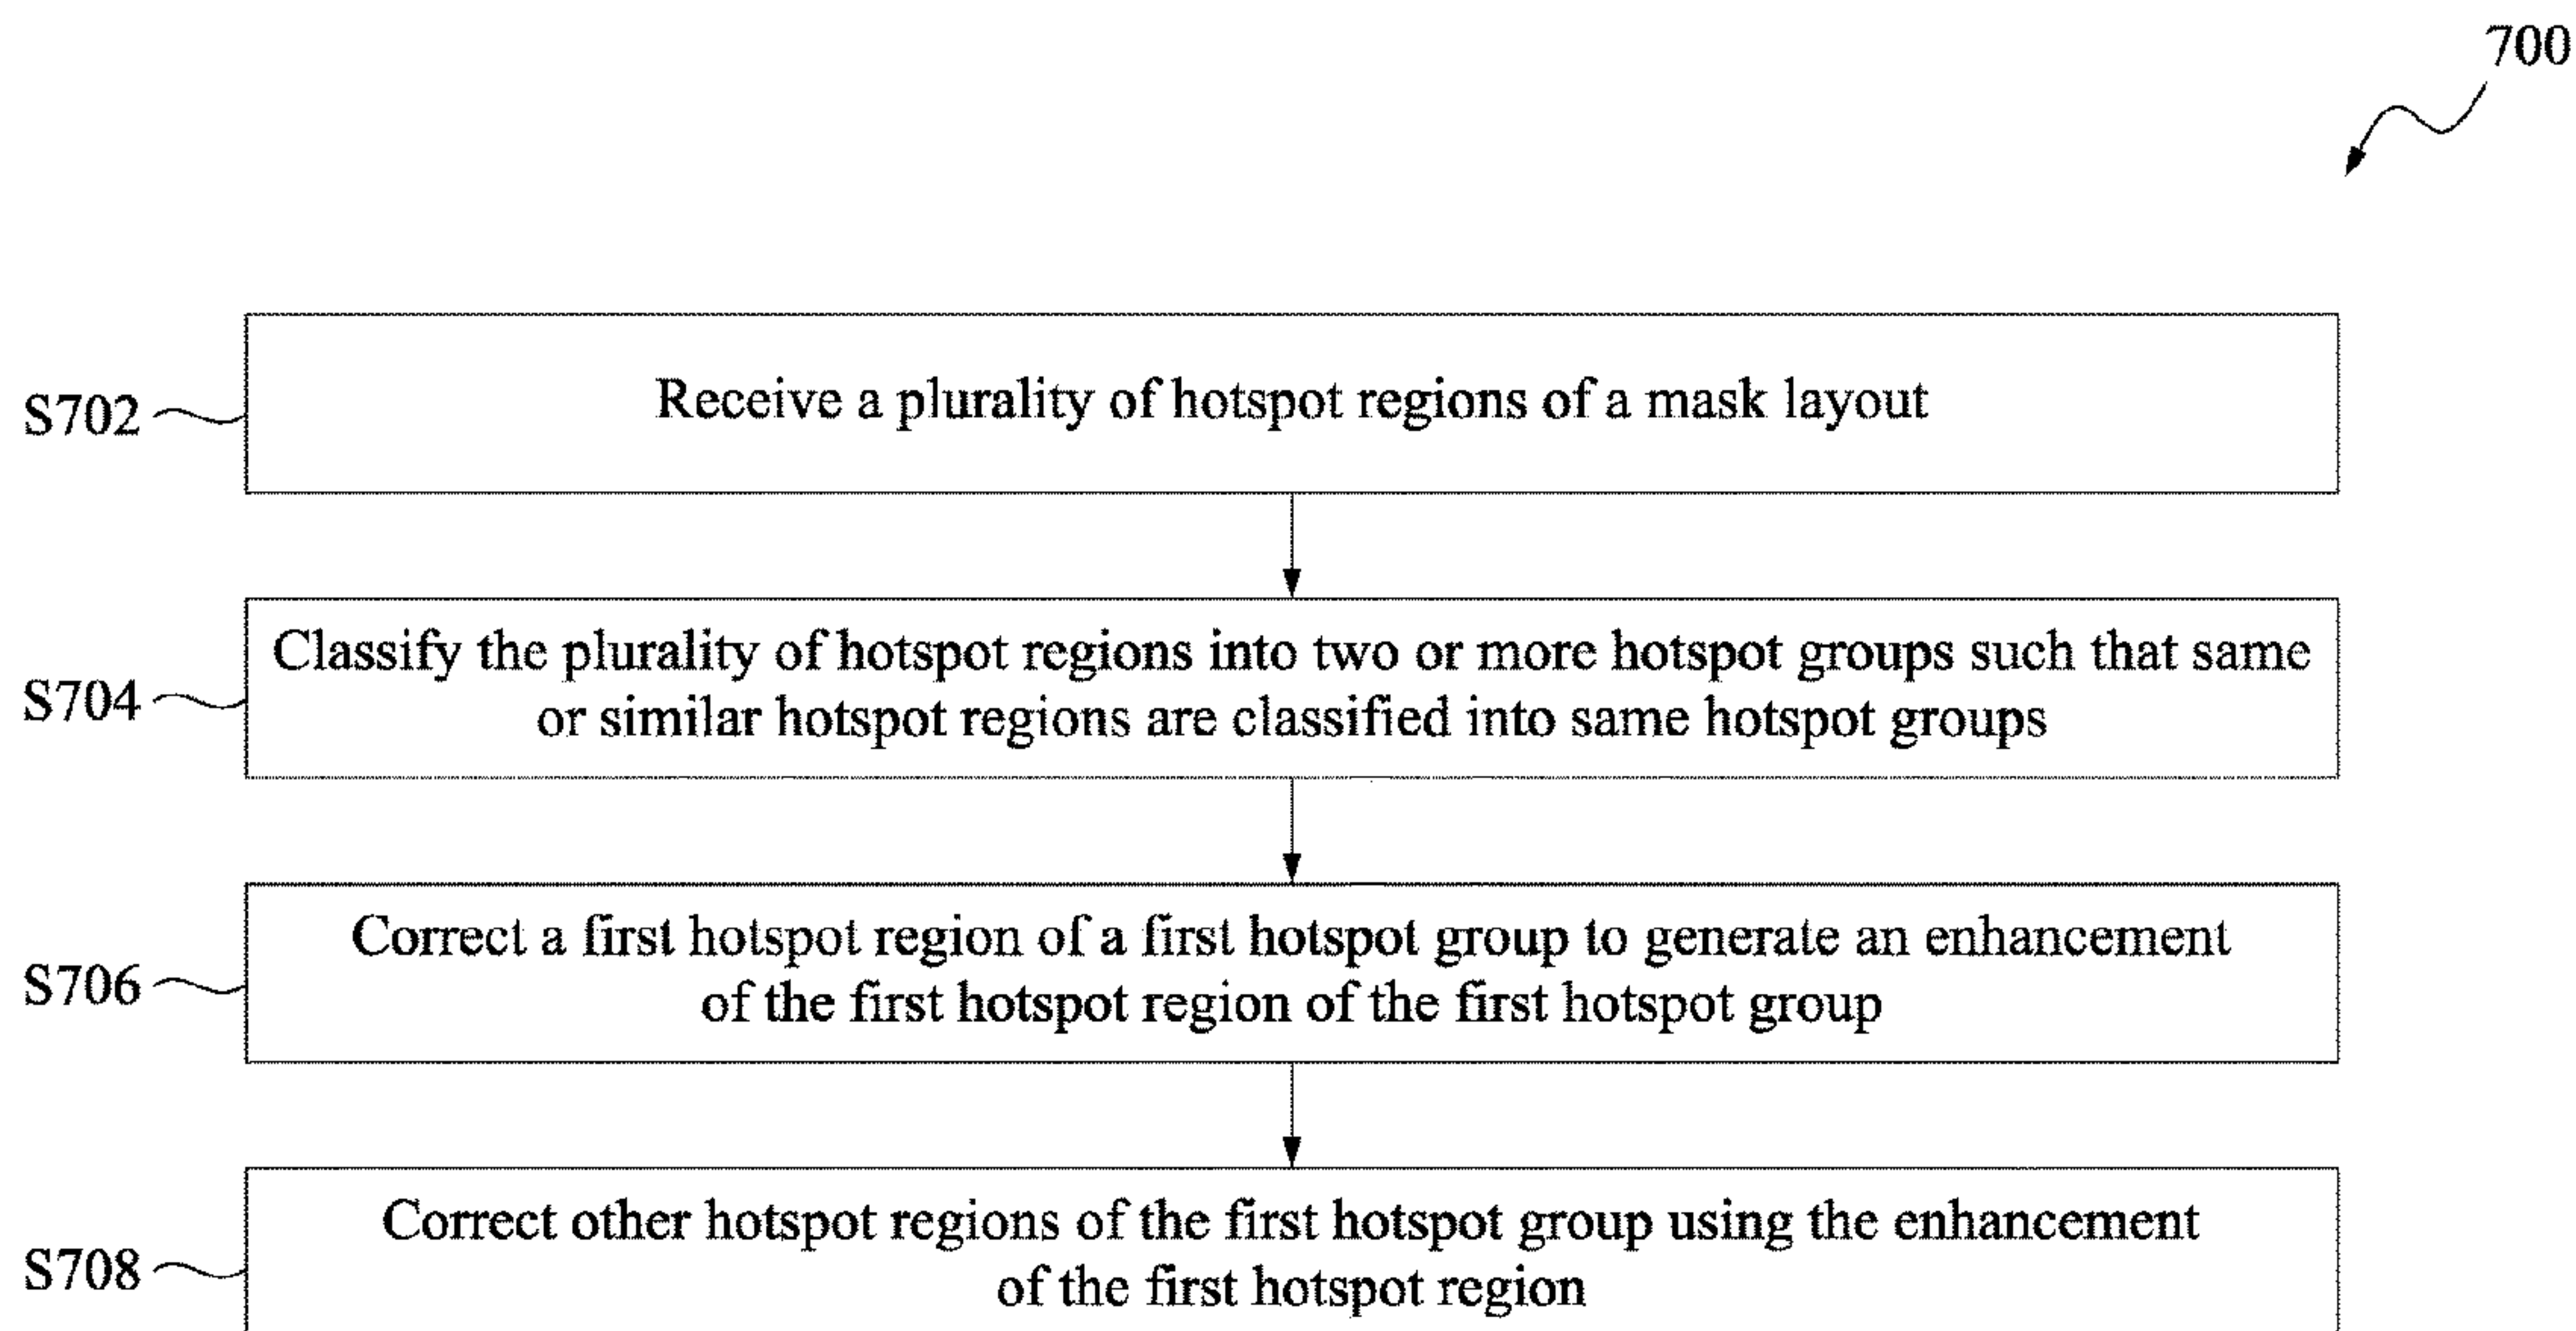 700
S702
Receive a plurality of hotspot regions of a mask layout
S704
Classify the plurality of hotspot regions into two or more hotspot groups such that same
or similar hotspot regions are classified into same hotspot groups
S706
Correct a first hotspot region of a first hotspot group to generate an enhancement
of the first hotspot region of the first hotspot group
S708
Correct other hotspot regions of the first hotspot group using the enhancement
of the first hotspot region